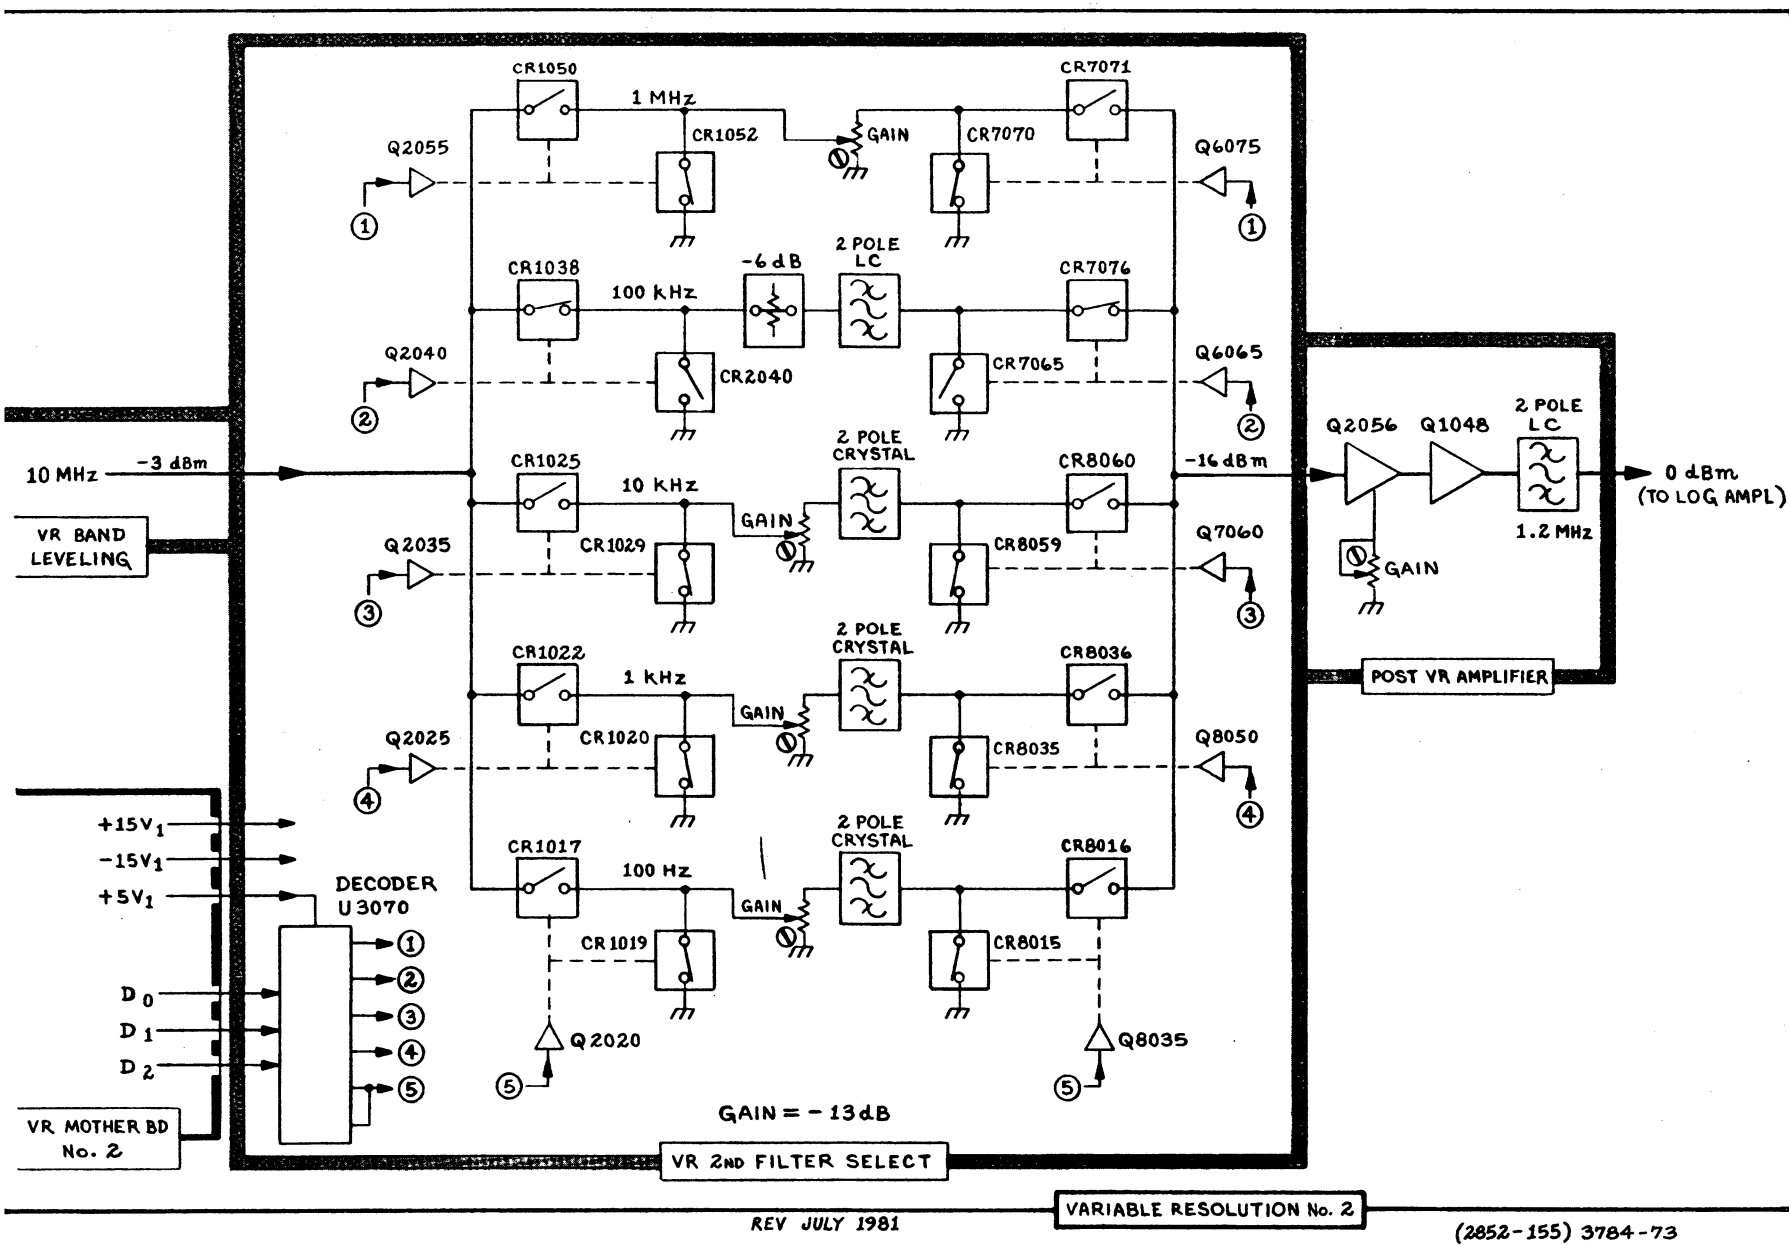 CR1050
CR7071
1 MHz
Q2055
CR1052
GAIN
CR7070
Q6075
1
1
2 POLE
LC
-6 dB
CR1038
CR7076
100 kHz
Q2040
CR2040
CR7065
Q6065
2
2
2 POLE
CRYSTAL
10 MHz
-3 dBm
CR1025
10 kHz
CR8060
-16 dBm
Q2056
Q1048
2 POLE
LC
0 dBm
(TO LOG AMPL)
1.2 MHz
GAIN
VR BAND
LEVELING
Q2035
CR1029
GAIN
CR8059
Q7060
3
3
2 POLE
CRYSTAL
CR1022
1 kHz
CR8036
POST VR AMPLIFIER
GAIN
Q2025
CR1020
CR8035
Q8050
4
4
2 POLE
CRYSTAL
+15V1
-15V1
+5V1
CR1017
100 Hz
CR8016
DECODER
U3070
GAIN
CR1019
CR8015
1
2
3
4
5
D0
D1
D2
Q2020
Q8035
5
5
VR MOTHER BD
No. 2
GAIN = -13dB
VR 2ND FILTER SELECT
VARIABLE RESOLUTION No. 2
REV JULY 1981
(2852-155) 3784-73